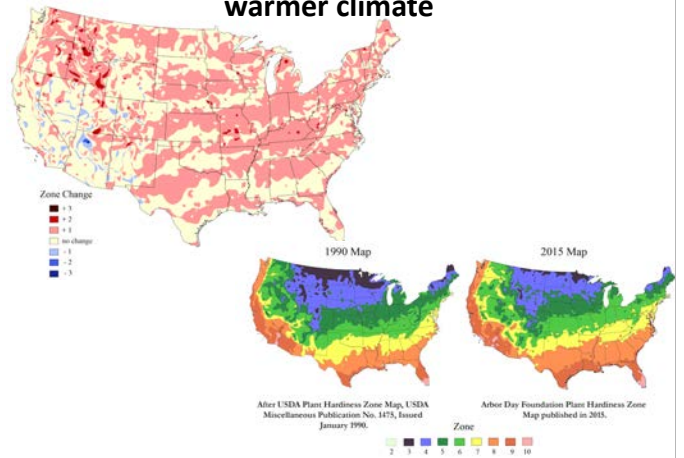 warmer climate
Zone Change
+ 3
+ 2
+ 1
no change
- 1
- 2
- 3
1990 Map
2015 Map
After USDA Plant Hardiness Zone Map, USDA
Miscellaneous Publication No. 1475, Issued
January 1990.
Arbor Day Foundation Plant Hardiness Zone
Map published in 2015.
Zone
2 3 4 5 6 7 8 9 10